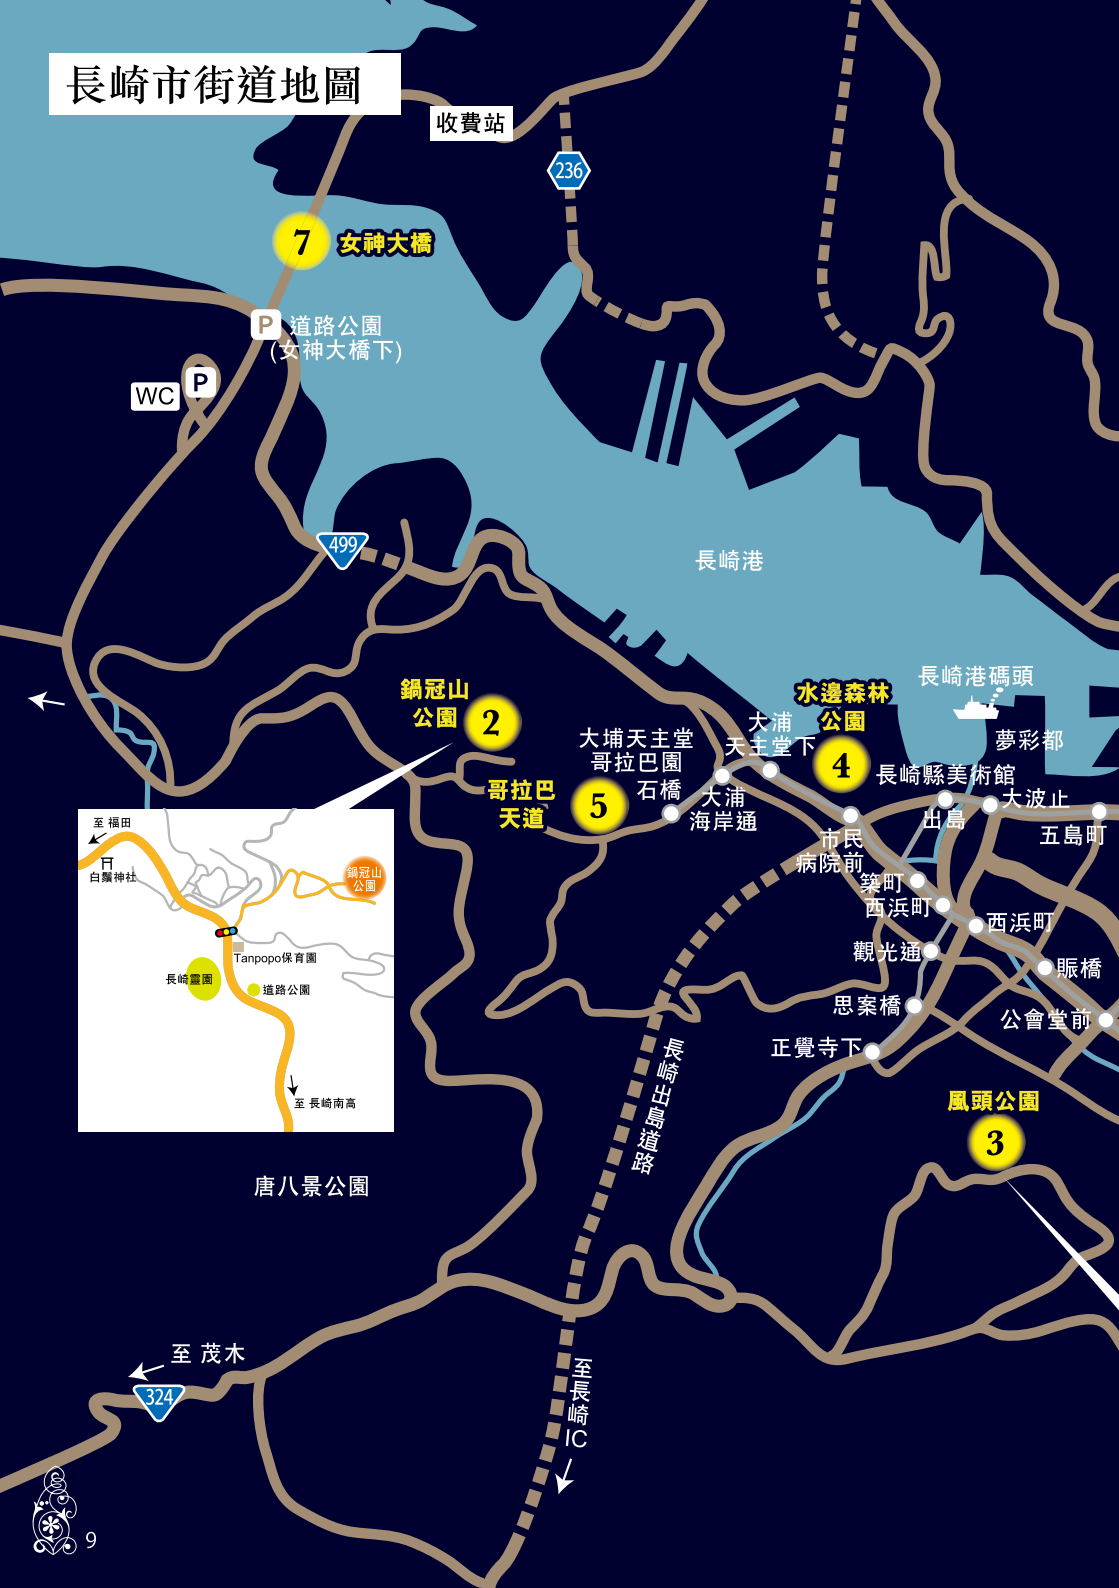 長崎市街道地圖
收費站
236
7
女神大橋
P
道路公園
(女神大橋下)
WC
P
499
長崎港
鍋冠山
公園
2
水邊森林
公園
4
長崎港碼頭
夢彩都
大埔天主堂
哥拉巴園
石橋
大浦
天主堂下
哥拉巴
天道
5
大浦
海岸通
長崎縣美術館
出島
大波止
五島町
市民
病院前
築町
西浜町
西浜町
觀光通
賑橋
思案橋
公會堂前
正覺寺下
至 福田
白鬚神社
鍋冠山
公園
Tanpopo保育園
長崎靈園
道路公園
至 長崎南高
長崎出島道路
風頭公園
3
唐八景公園
至 茂木
324
至長崎IC
9